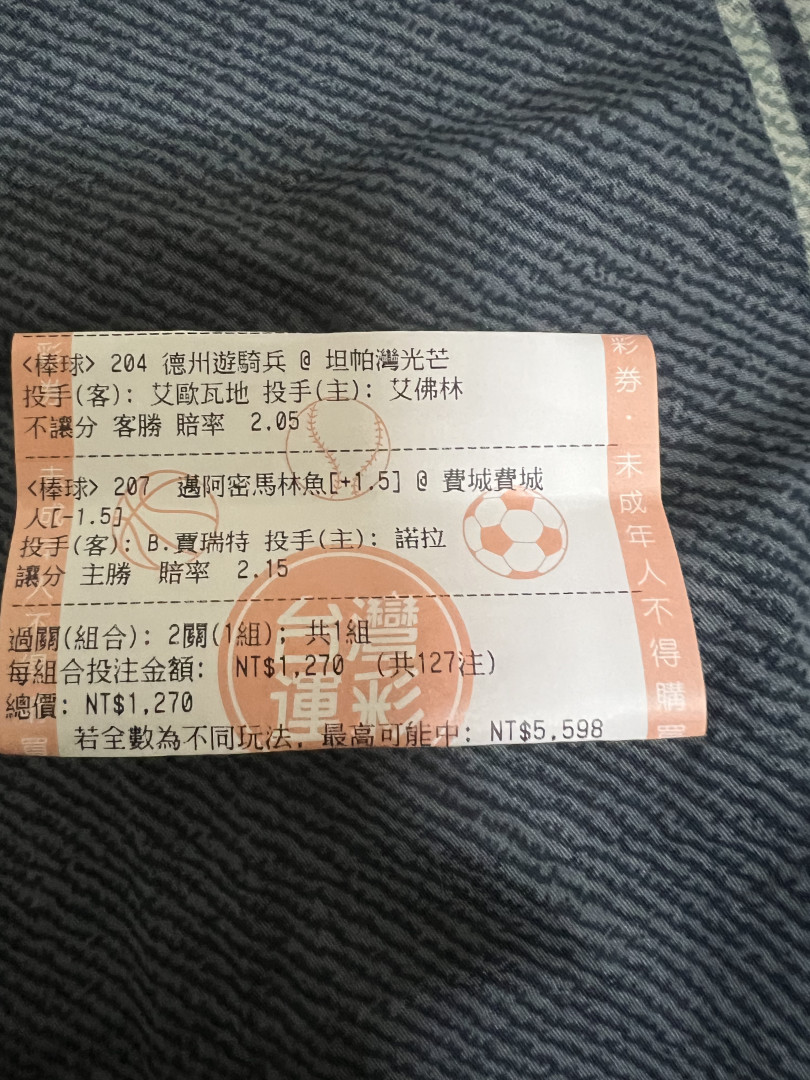 <棒球> 204 德州遊騎兵 @ 坦帕灣光芒
投手(客): 艾歐瓦地 投手(主): 艾佛林
不讓分 客勝 賠率 2.05
<棒球> 207 邁阿密馬林魚[+1.5] @ 費城費城
人[-1.5]
投手(客): B.賈瑞特 投手(主): 諾拉
讓分 主勝 賠率 2.15
過關(組合): 2關(1組); 共1組
每組合投注金額: NT$1,270 (共127注)
總價: NT$1,270
若全數為不同玩法, 最高可能中: NT$5,598
台灣
運彩
彩券·未成年人不得購買